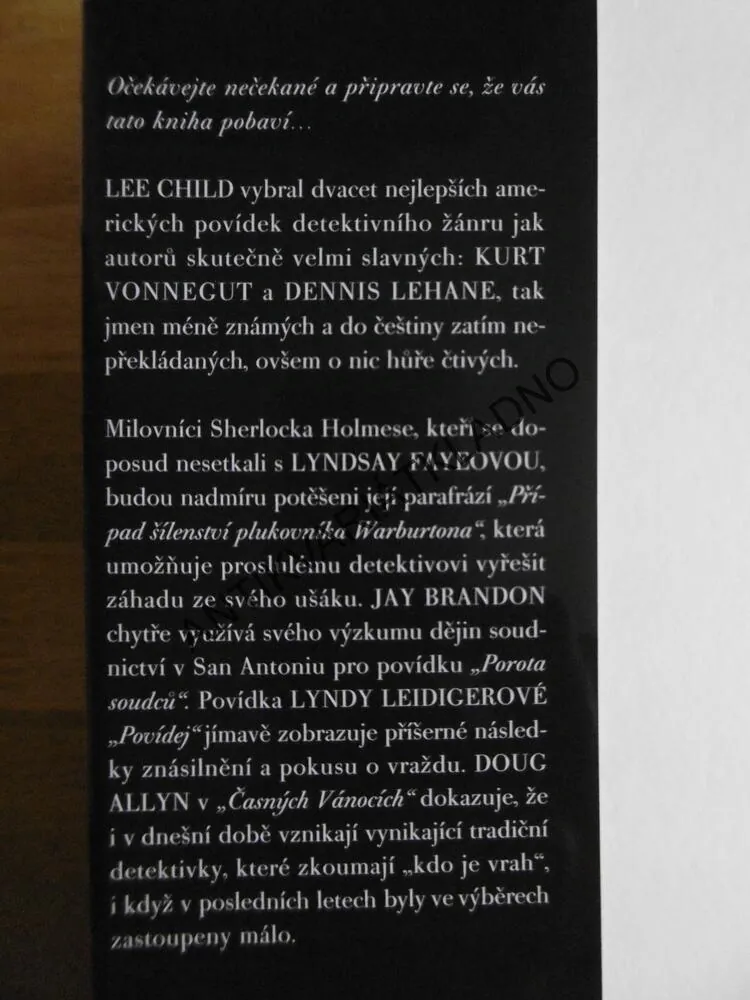 Očekávejte nečekané a připravte se, že vás
tato kniha pobaví...
LEE CHILD vybral dvacet nejlepších ame-
rických povídek detektivního žánru jak
autorů skutečně velmi slavných: KURT
VONNEGUT a DENNIS LEHANE, tak
jmen méně známých a do češtiny zatím ne-
překládaných, ovšem o nic hůře čtivých.
Milovníci Sherlocka Holmese, kteří se do-
posud nesetkali s LYNDSAY FAYEOVOU,
budou nadmíru potěšeni její parafrází „Pří-
pad šílenství plukovníka Warburtona“, která
umožňuje proslulému detektivovi vyřešit
záhadu ze svého ušáku. JAY BRANDON
chytře využívá svého výzkumu dějin soud-
nictví v San Antoniu pro povídku „Porota
soudců“. Povídka LYNDY LEIDIGEROVÉ
„Povídej“ jímavě zobrazuje příšerné násled-
ky znásilnění a pokusu o vraždu. DOUG
ALLYN v „Časných Vánocích“ dokazuje, že
i v dnešní době vznikají vynikající tradiční
detektivky, které zkoumají „kdo je vrah“,
i když v posledních letech byly ve výběrech
zastoupeny málo.
ANTIKVARIÁT KLADNO